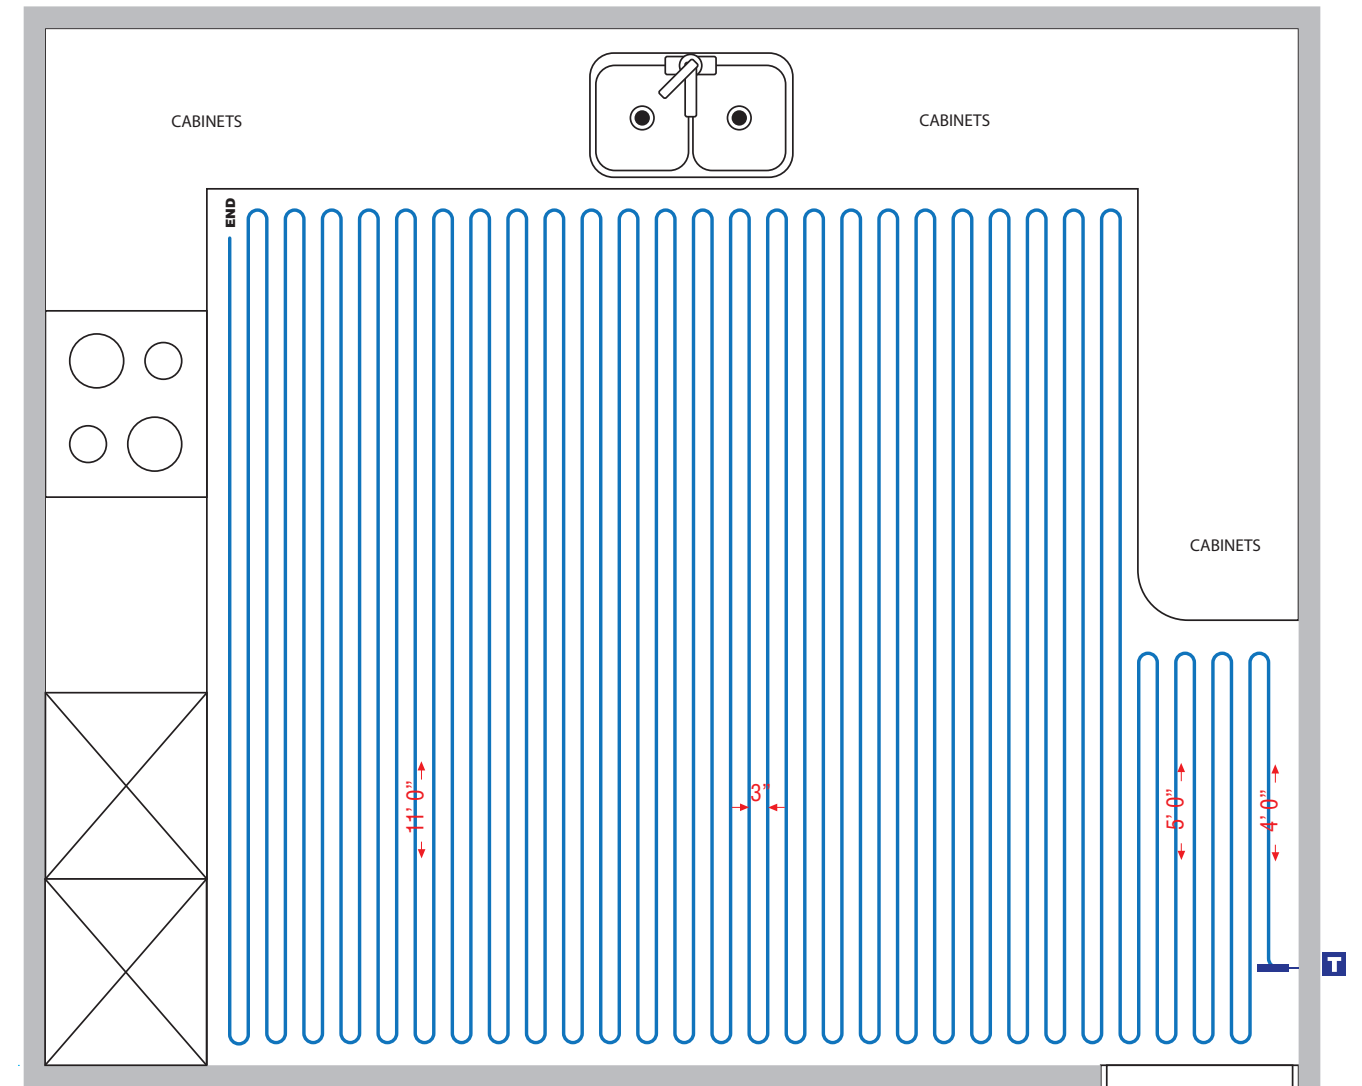 CABINETS
CABINETS
END
CABINETS
11' 0"
3"
5' 0"
4' 0"
T